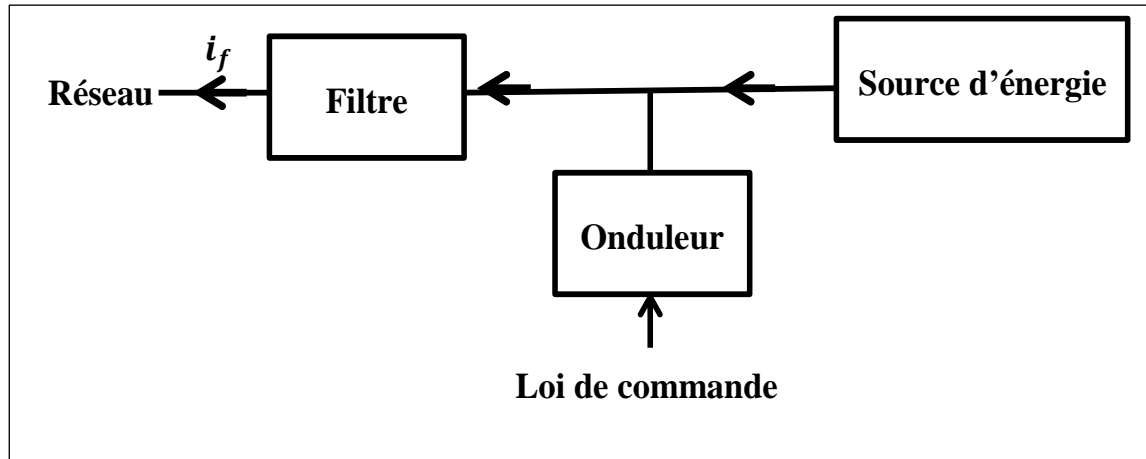 i_f
Réseau
Filtre
Source d'énergie
Onduleur
Loi de commande